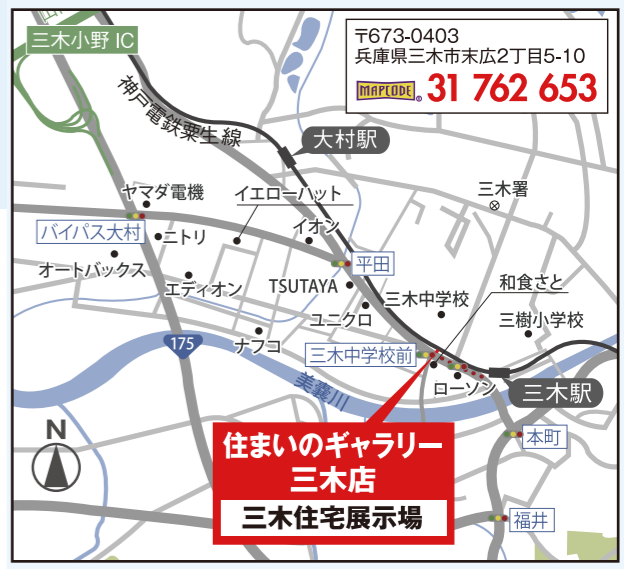 三木小野IC
〒673-0403
兵庫県三木市末広2丁目5-10
MAPCODE® 31 762 653
神戸電鉄粟生線
大村駅
三木署
ヤマダ電機
イエローハット
バイパス大村
ニトリ
イオン
オートバックス
平田
エディオン
TSUTAYA
和食さと
ユニクロ
三木中学校
三樹小学校
175
ナフコ
三木中学校前
美嚢川
ローソン
三木駅
N
住まいのギャラリー
三木店
三木住宅展示場
本町
福井